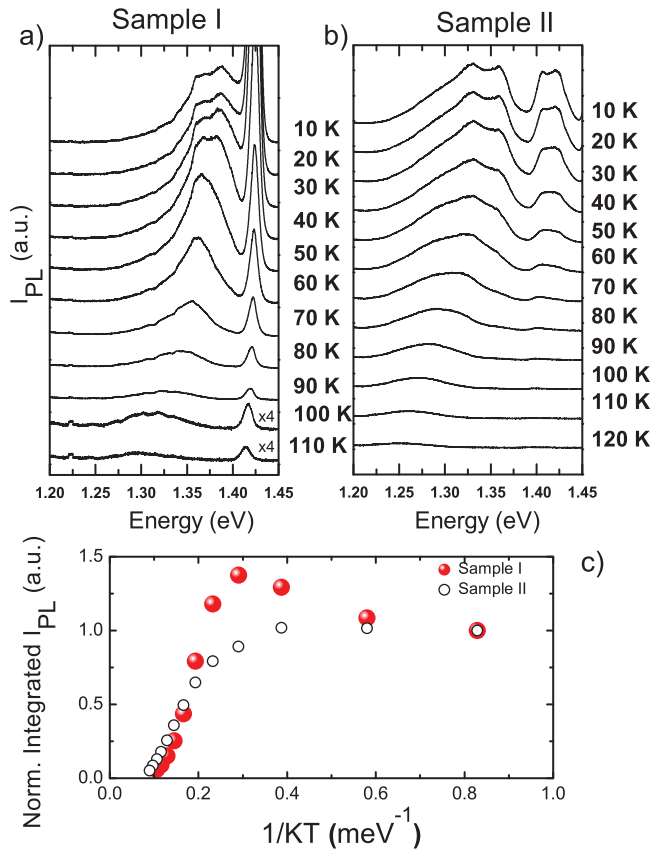 Sample I
Sample II
a)
b)
10 K
20 K
30 K
40 K
50 K
60 K
70 K
80 K
90 K
x4
100 K
x4
110 K
10 K
20 K
30 K
40 K
50 K
60 K
70 K
80 K
90 K
100 K
110 K
120 K
I_PL (a.u.)
1.20 1.25 1.30 1.35 1.40 1.45
1.20 1.25 1.30 1.35 1.40 1.45
Energy (eV)
Energy (eV)
c)
Norm. Integrated I_PL (a.u.)
1.5
1.0
0.5
0.0
Sample I
Sample II
0.0 0.2 0.4 0.6 0.8 1.0
1/KT (meV⁻¹)